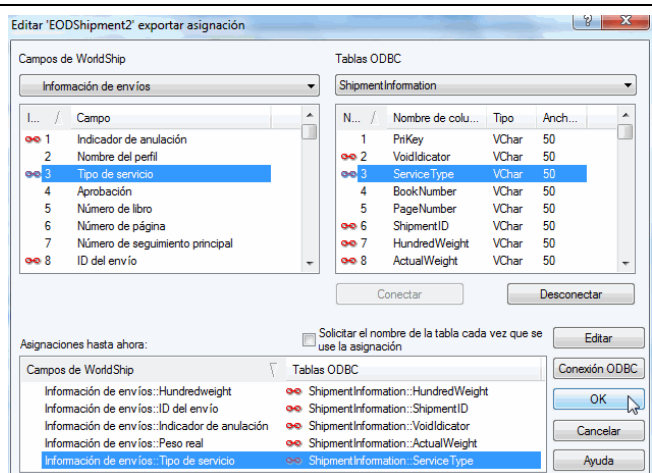 Editar 'EODShipment2' exportar asignación
Campos de WorldShip
Tablas ODBC
Información de envíos
ShipmentInformation
I... / Campo
1 Indicador de anulación
2 Nombre del perfil
3 Tipo de servicio
4 Aprobación
5 Número de libro
6 Número de página
7 Número de seguimiento principal
8 ID del envío
N... / Nombre de colu... Tipo Anch...
1 PriKey VChar 50
2 VoidIdicator VChar 50
3 ServiceType VChar 50
4 BookNumber VChar 50
5 PageNumber VChar 50
6 ShipmentID VChar 50
7 HundredWeight VChar 50
8 ActualWeight VChar 50
Conectar
Desconectar
Asignaciones hasta ahora:
Solicitar el nombre de la tabla cada vez que se
use la asignación
Editar
Campos de WorldShip Tablas ODBC
Información de envíos::Hundredweight ShipmentInformation::HundredWeight
Información de envíos::ID del envío ShipmentInformation::ShipmentID
Información de envíos::Indicador de anulación ShipmentInformation::VoidIdicator
Información de envíos::Peso real ShipmentInformation::ActualWeight
Información de envíos::Tipo de servicio ShipmentInformation::ServiceType
Conexión ODBC
OK
Cancelar
Ayuda